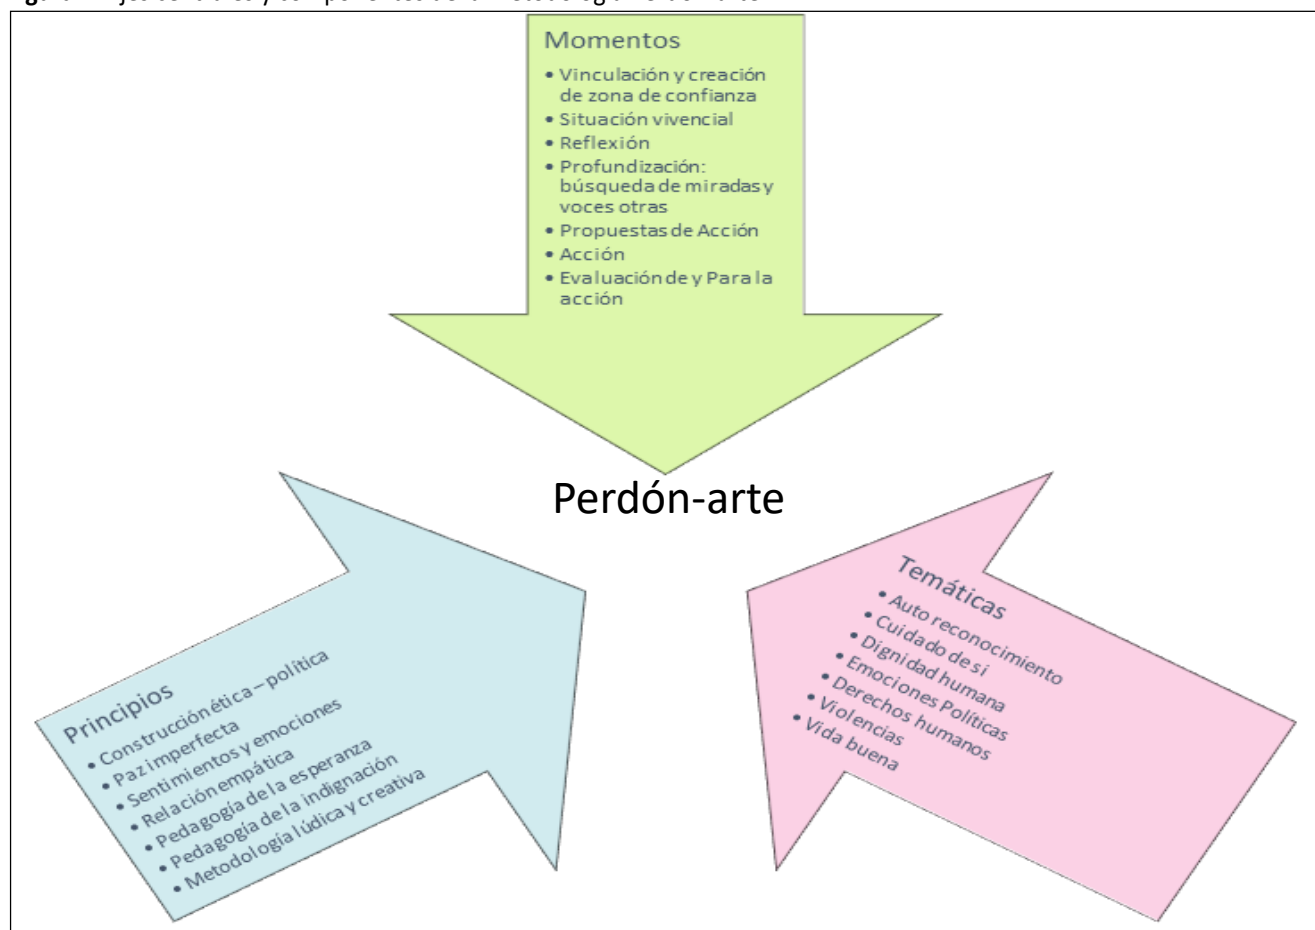 Momentos
• Vinculación y creación
de zona de confianza
• Situación vivencial
• Reflexión
• Profundización:
búsqueda de miradas y
voces otras
• Propuestas de Acción
• Acción
• Evaluación de y Para la
acción
Perdón-arte
Principios
• Construcción ética – política
• Paz imperfecta
• Sentimientos y emociones
• Relación empática
• Pedagogía de la esperanza
• Pedagogía de la indignación
• Metodología lúdica y creativa
Temáticas
• Auto reconocimiento
• Cuidado de si
• Dignidad humana
• Emociones Políticas
• Derechos humanos
• Violencias
• Vida buena